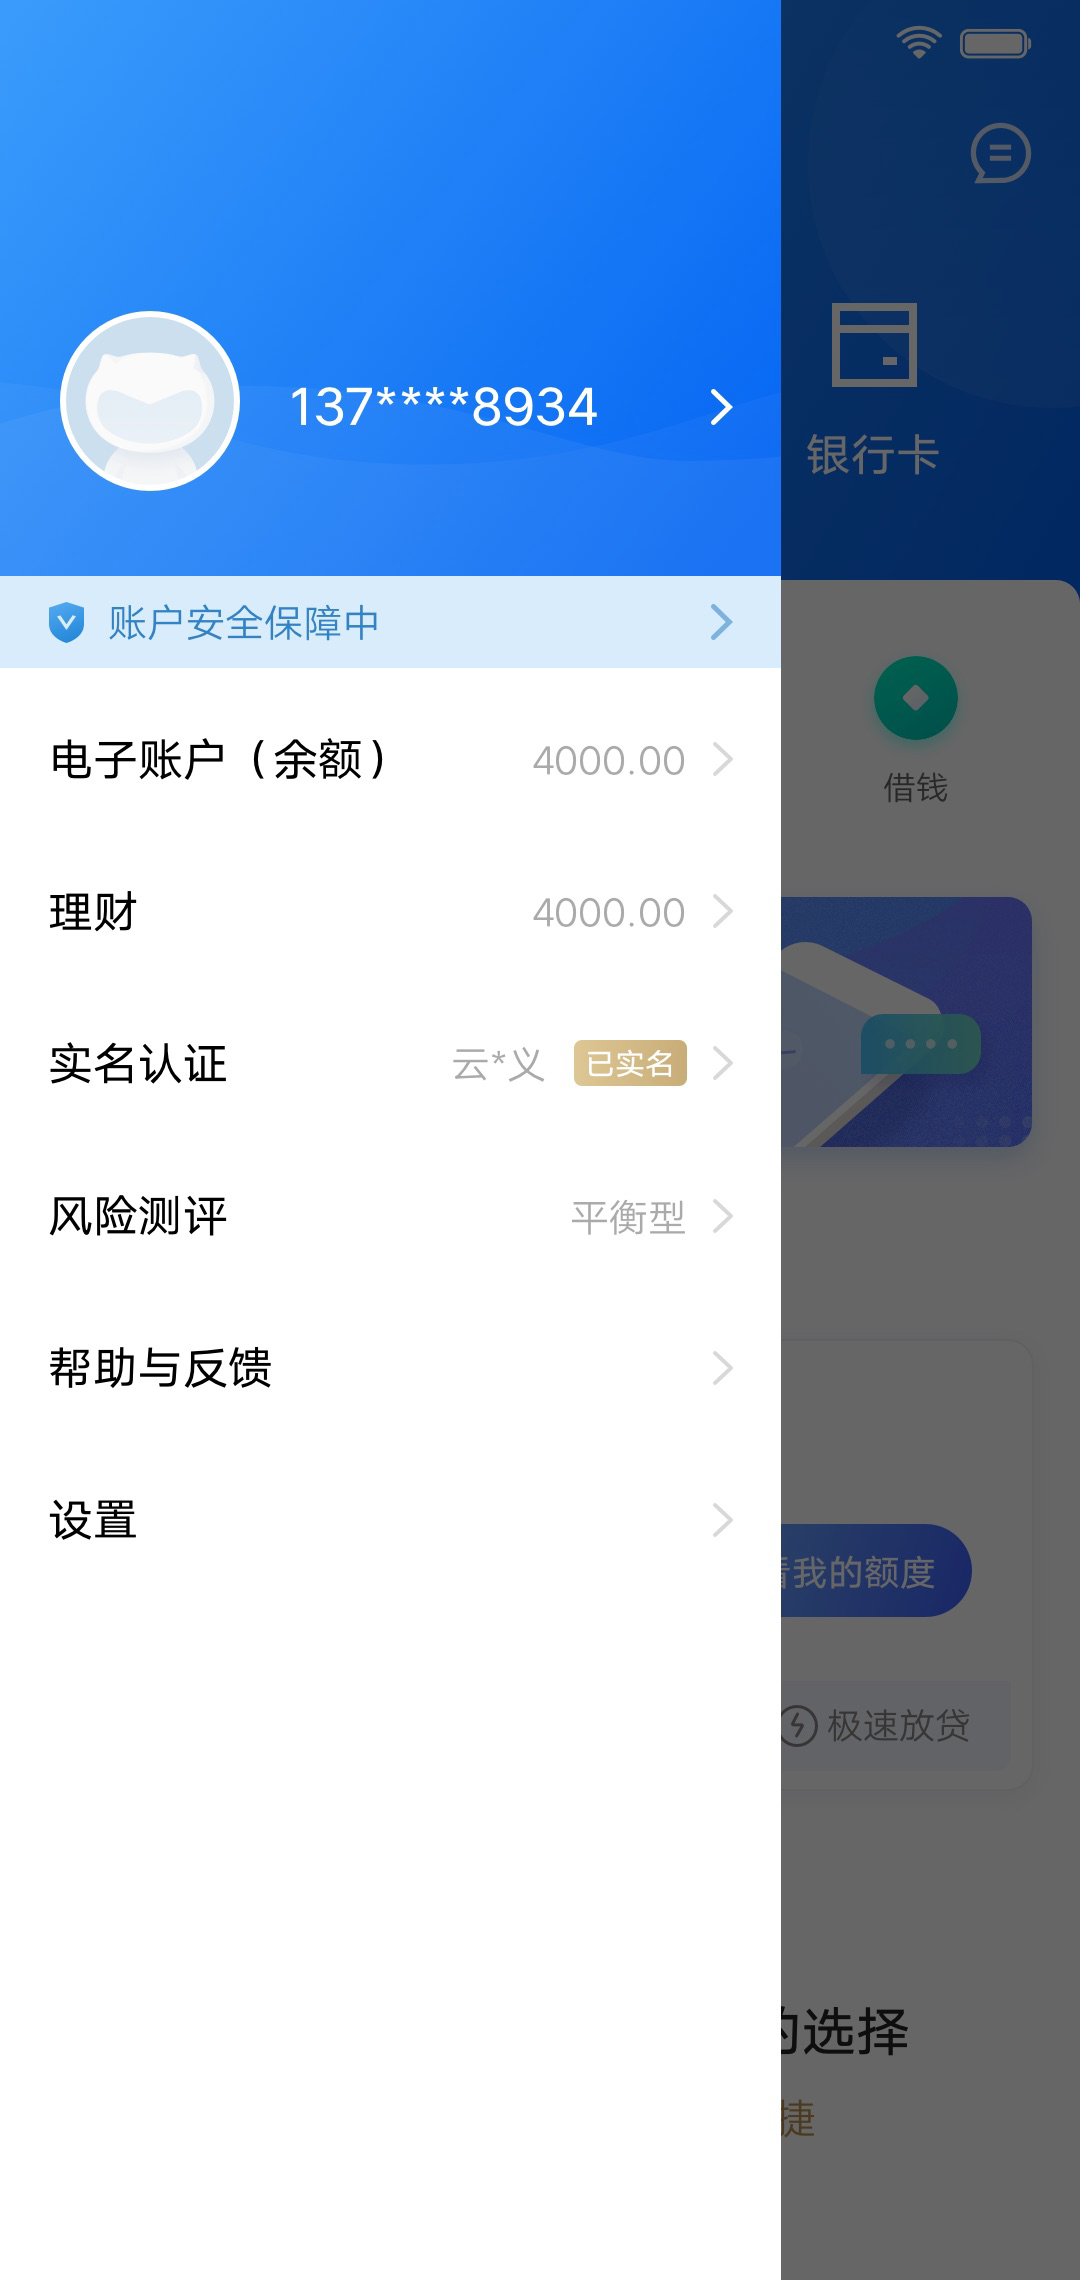 137****8934
银行卡
账户安全保障中
电子账户（余额） 4000.00
借钱
理财 4000.00
实名认证 云*义 已实名
风险测评 平衡型
帮助与反馈
设置
我的额度
极速放贷
的选择
捷